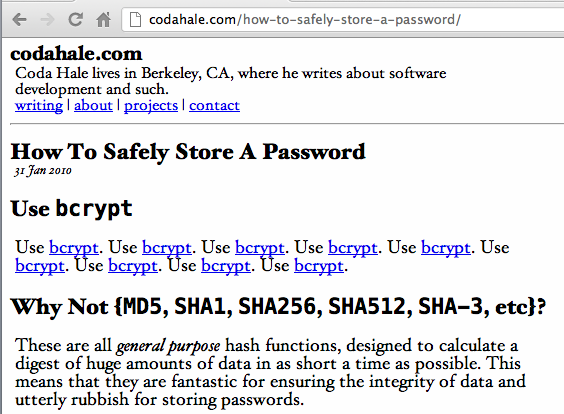 codahale.com/how-to-safely-store-a-password/
codahale.com
Coda Hale lives in Berkeley, CA, where he writes about software
development and such.
writing | about | projects | contact
How To Safely Store A Password
31 Jan 2010
Use bcrypt
Use bcrypt. Use bcrypt. Use bcrypt. Use bcrypt. Use bcrypt. Use
bcrypt. Use bcrypt. Use bcrypt. Use bcrypt.
Why Not {MD5, SHA1, SHA256, SHA512, SHA-3, etc}?
These are all general purpose hash functions, designed to calculate a
digest of huge amounts of data in as short a time as possible. This
means that they are fantastic for ensuring the integrity of data and
utterly rubbish for storing passwords.